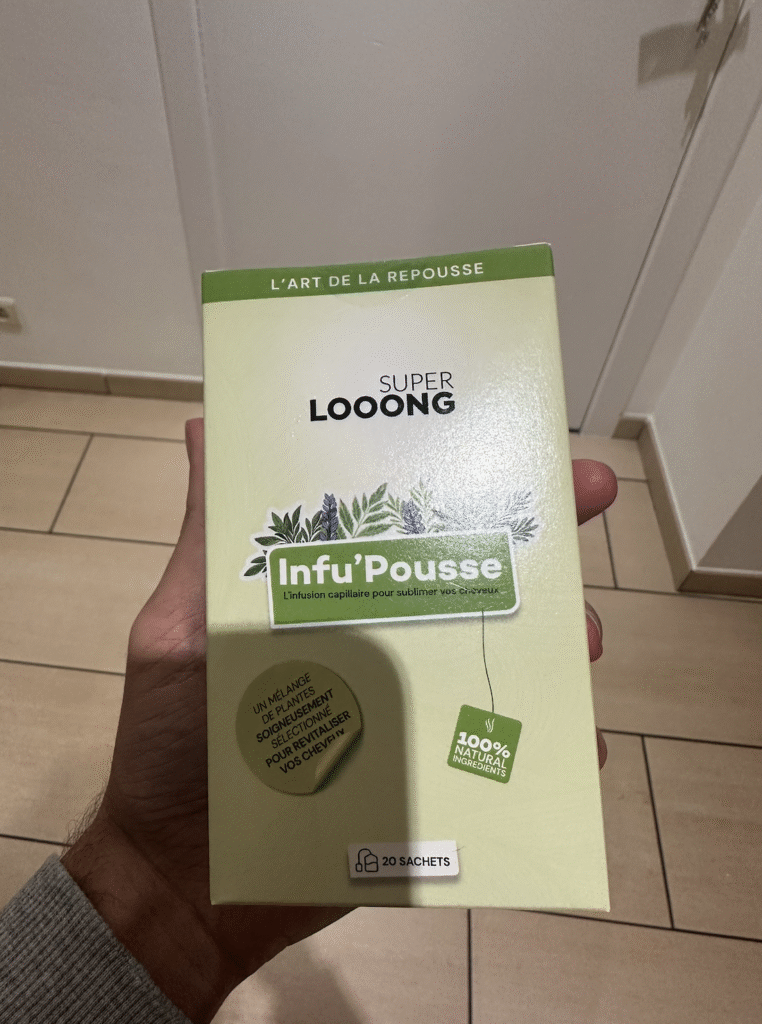 L'ART DE LA REPOUSSE
SUPER
LOOONG
Infu'Pousse
L'infusion capillaire pour sublimer vos cheveux
UN MÉLANGE
DE PLANTES
SOIGNEUSEMENT
SÉLECTIONNÉ
POUR REVITALISER
VOS CHEVEUX
100%
NATURAL
INGREDIENTS
20 SACHETS